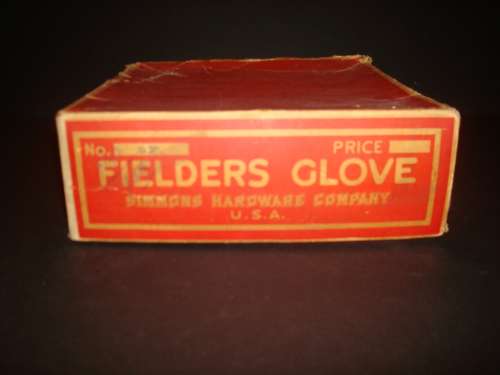 No. PRICE
FIELDERS GLOVE
SIMMONS HARDWARE COMPANY
U.S.A.